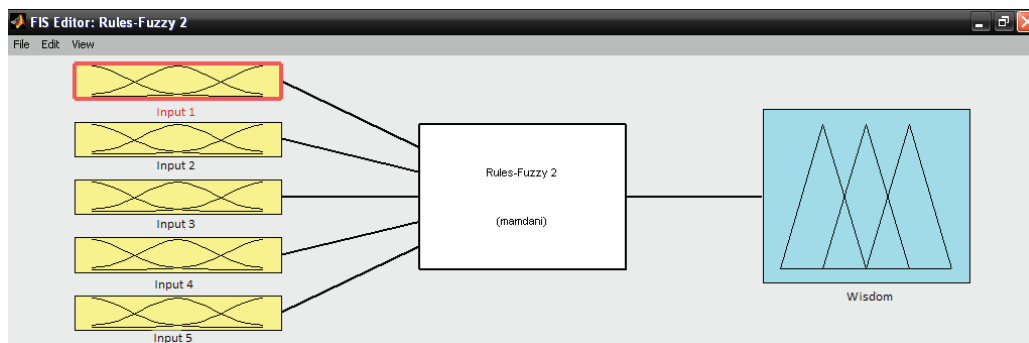 FIS Editor: Rules-Fuzzy 2
File Edit View
Input 1
Input 2
Input 3
Input 4
Input 5
Rules-Fuzzy 2
(mamdani)
Wisdom